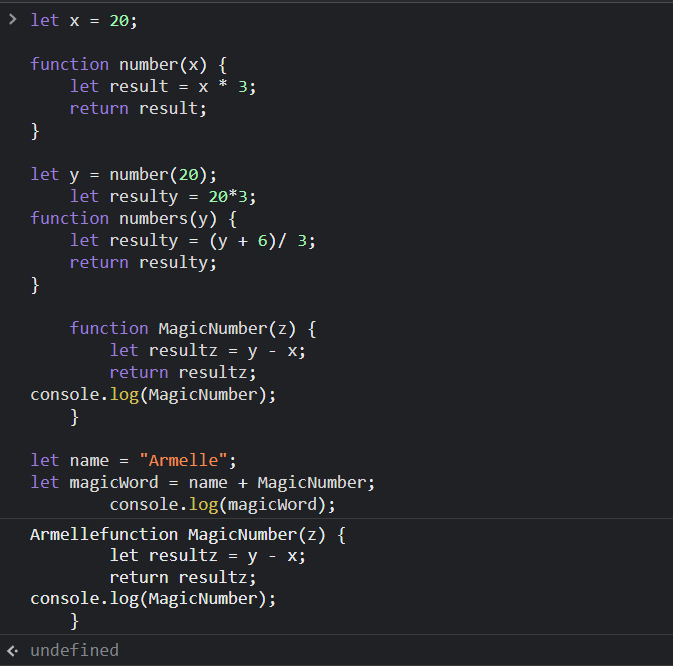 let x = 20;
function number(x) {
let result = x * 3;
return result;
}
let y = number(20);
let resulty = 20*3;
function numbers(y) {
let resulty = (y + 6)/ 3;
return resulty;
}
function MagicNumber(z) {
let resultz = y - x;
return resultz;
console.log(MagicNumber);
}
let name = "Armelle";
let magicWord = name + MagicNumber;
console.log(magicWord);
Armellefunction MagicNumber(z) {
let resultz = y - x;
return resultz;
console.log(MagicNumber);
}
undefined